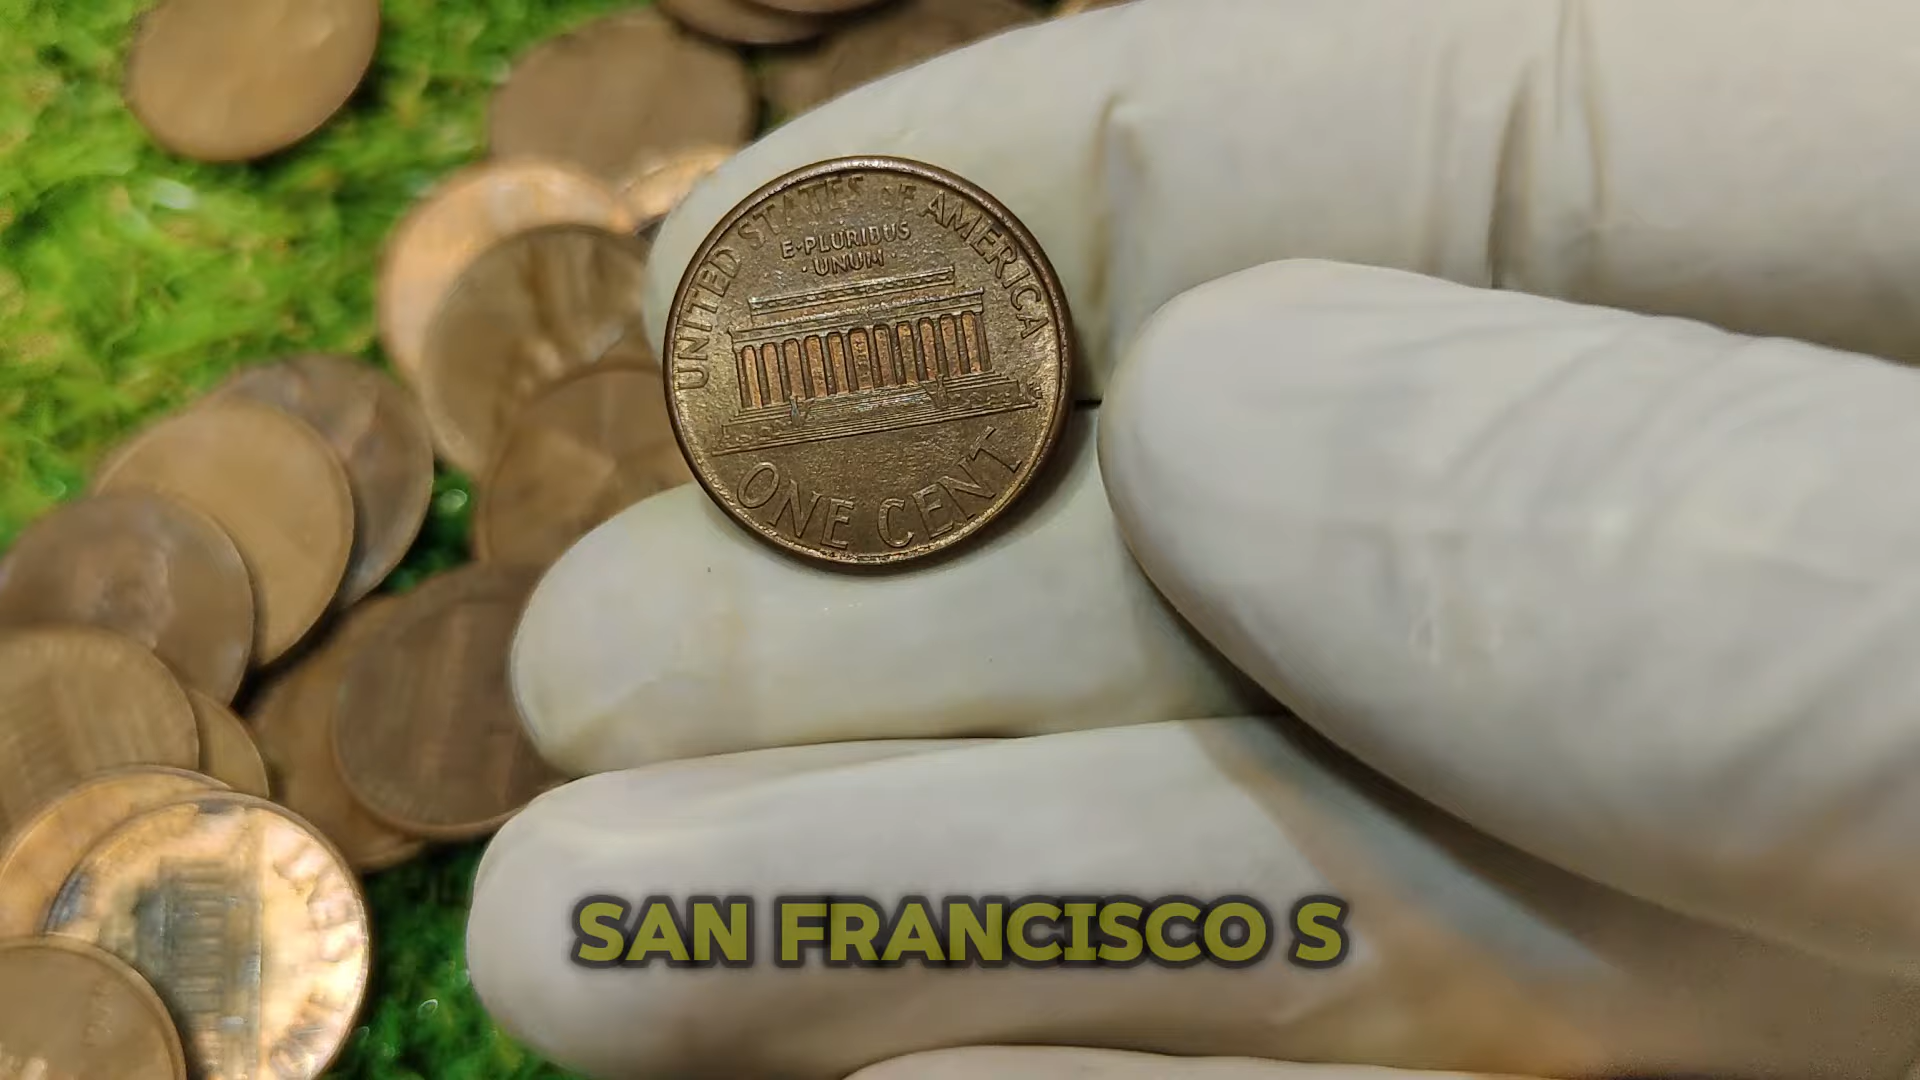 UNITED STATES OF AMERICA
E·PLURIBUS
·UNUM·
ONE CENT
SAN FRANCISCO S